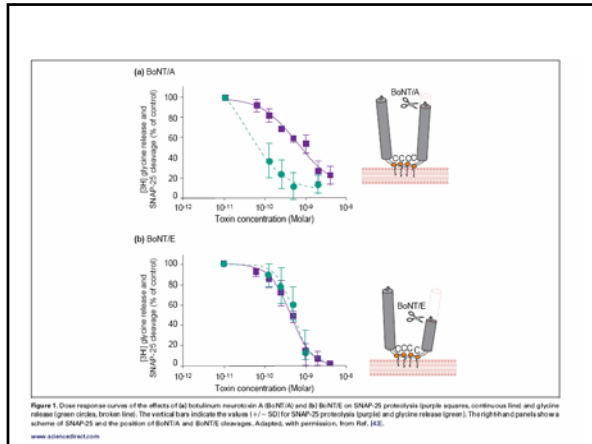 (a) BoNT/A
[3H] glycine release and
SNAP-25 cleavage (% of control)
100
80
60
40
20
0
10-12
10-11
10-10
10-9
10-8
Toxin concentration (Molar)
BoNT/A
CCCC
(b) BoNT/E
[3H] glycine release and
SNAP-25 cleavage (% of control)
100
80
60
40
20
0
10-12
10-11
10-10
10-9
10-8
Toxin concentration (Molar)
BoNT/E
CCCC
Figure 1. Dose response curves of the effects of (a) botulinum neurotoxin A (BoNT/A) and (b) BoNT/E on SNAP-25 proteolysis (purple squares, continuous line) and glycine
release (green circles, broken line). The vertical bars indicate the values (+/− SD) for SNAP-25 proteolysis (purple) and glycine release (green). The right-hand panels show a
scheme of SNAP-25 and the position of BoNT/A and BoNT/E cleavages. Adapted, with permission, from Ref. [43].
www.sciencedirect.com